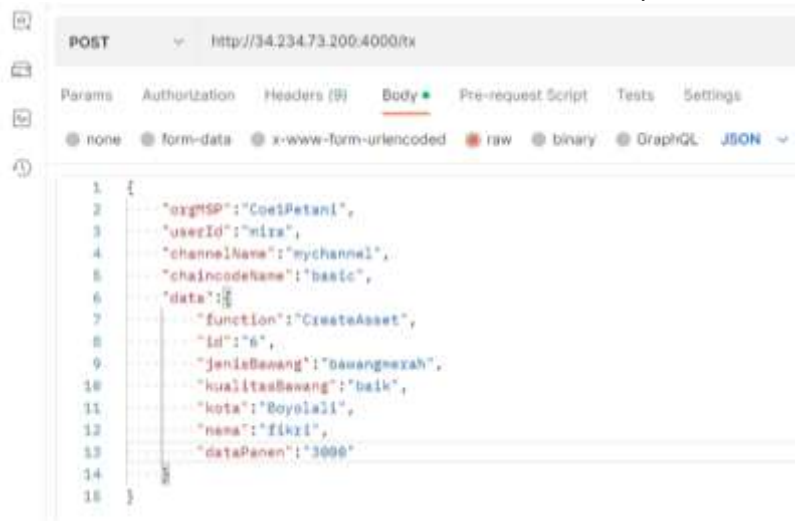 POST http://34.234.73.200:4000/tx
Params Authorization Headers (9) Body Pre-request Script Tests Settings
none form-data x-www-form-urlencoded raw binary GraphQL JSON
1 {
2 "orgMSP":"Coe1Petani",
3 "userId":"mira",
4 "channelName":"mychannel",
5 "chaincodeName":"basic",
6 "data":{
7 "function":"CreateAsset",
8 "id":"6",
9 "jenisBawang":"bawangmerah",
10 "kualitasBawang":"baik",
11 "kota":"Boyolali",
12 "nama":"fikri",
13 "dataPanen":"3000"
14 }
15 }